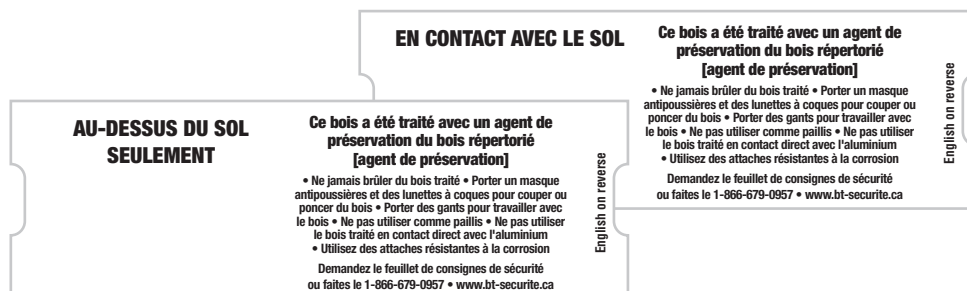 EN CONTACT AVEC LE SOL
Ce bois a été traité avec un agent de
préservation du bois répertorié
[agent de préservation]
• Ne jamais brûler du bois traité • Porter un masque
antipoussières et des lunettes à coques pour couper ou
poncer du bois • Porter des gants pour travailler avec
le bois • Ne pas utiliser comme paillis • Ne pas utiliser
le bois traité en contact direct avec l'aluminium
• Utilisez des attaches résistantes à la corrosion
Demandez le feuillet de consignes de sécurité
ou faites le 1-866-679-0957 • www.bt-securite.ca
English on reverse
AU-DESSUS DU SOL
SEULEMENT
Ce bois a été traité avec un agent de
préservation du bois répertorié
[agent de préservation]
• Ne jamais brûler du bois traité • Porter un masque
antipoussières et des lunettes à coques pour couper ou
poncer du bois • Porter des gants pour travailler avec
le bois • Ne pas utiliser comme paillis • Ne pas utiliser
le bois traité en contact direct avec l'aluminium
• Utilisez des attaches résistantes à la corrosion
Demandez le feuillet de consignes de sécurité
ou faites le 1-866-679-0957 • www.bt-securite.ca
English on reverse